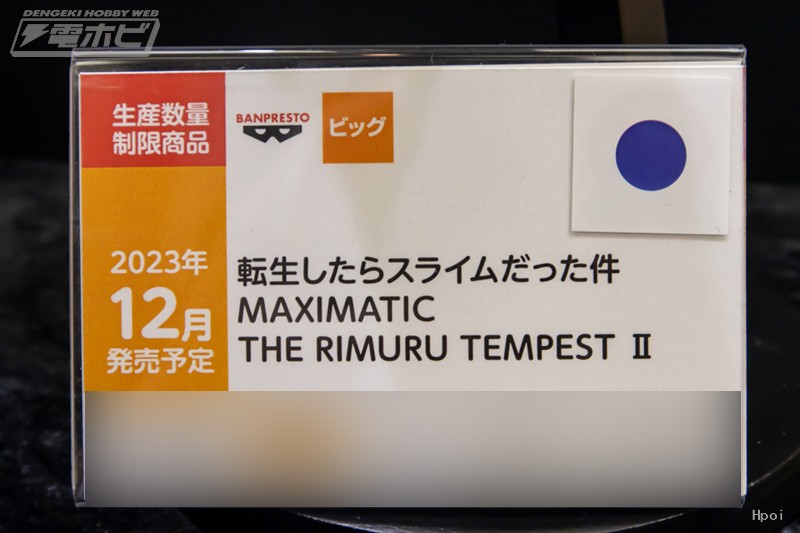 DENGEKI HOBBY WEB
電ホビ
生産数量
制限商品
BANPRESTO
ビッグ
2023年
12月
発売予定
転生したらスライムだった件
MAXIMATIC
THE RIMURU TEMPEST Ⅱ
Hpoi